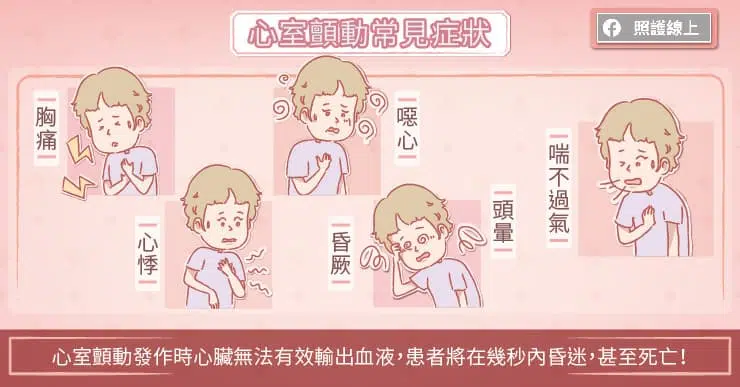 心室顫動常見症狀
照護線上
胸痛
噁心
喘不過氣
心悸
昏厥
頭暈
心室顫動發作時心臟無法有效輸出血液，患者將在幾秒內昏迷，甚至死亡！